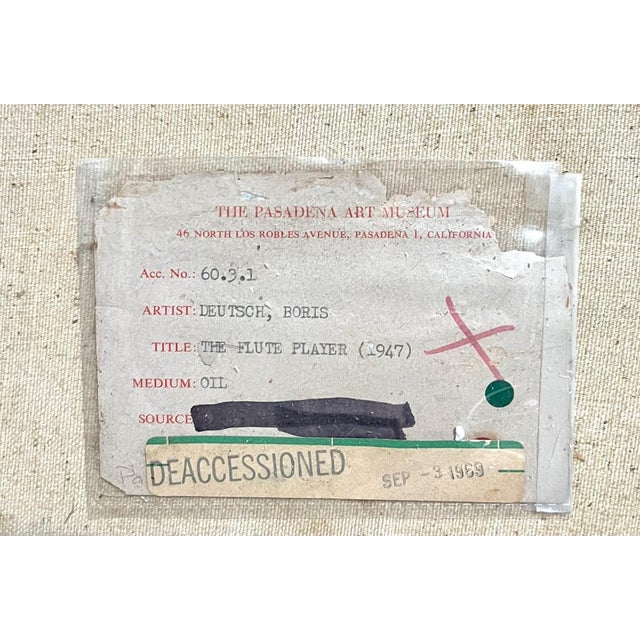 THE PASADENA ART MUSEUM
46 NORTH LOS ROBLES AVENUE, PASADENA 1, CALIFORNIA
Acc. No.: 60.9.1
ARTIST: DEUTSCH, BORIS
TITLE: THE FLUTE PLAYER (1947)
MEDIUM: OIL
SOURCE
DEACCESSIONED SEP -3 1969